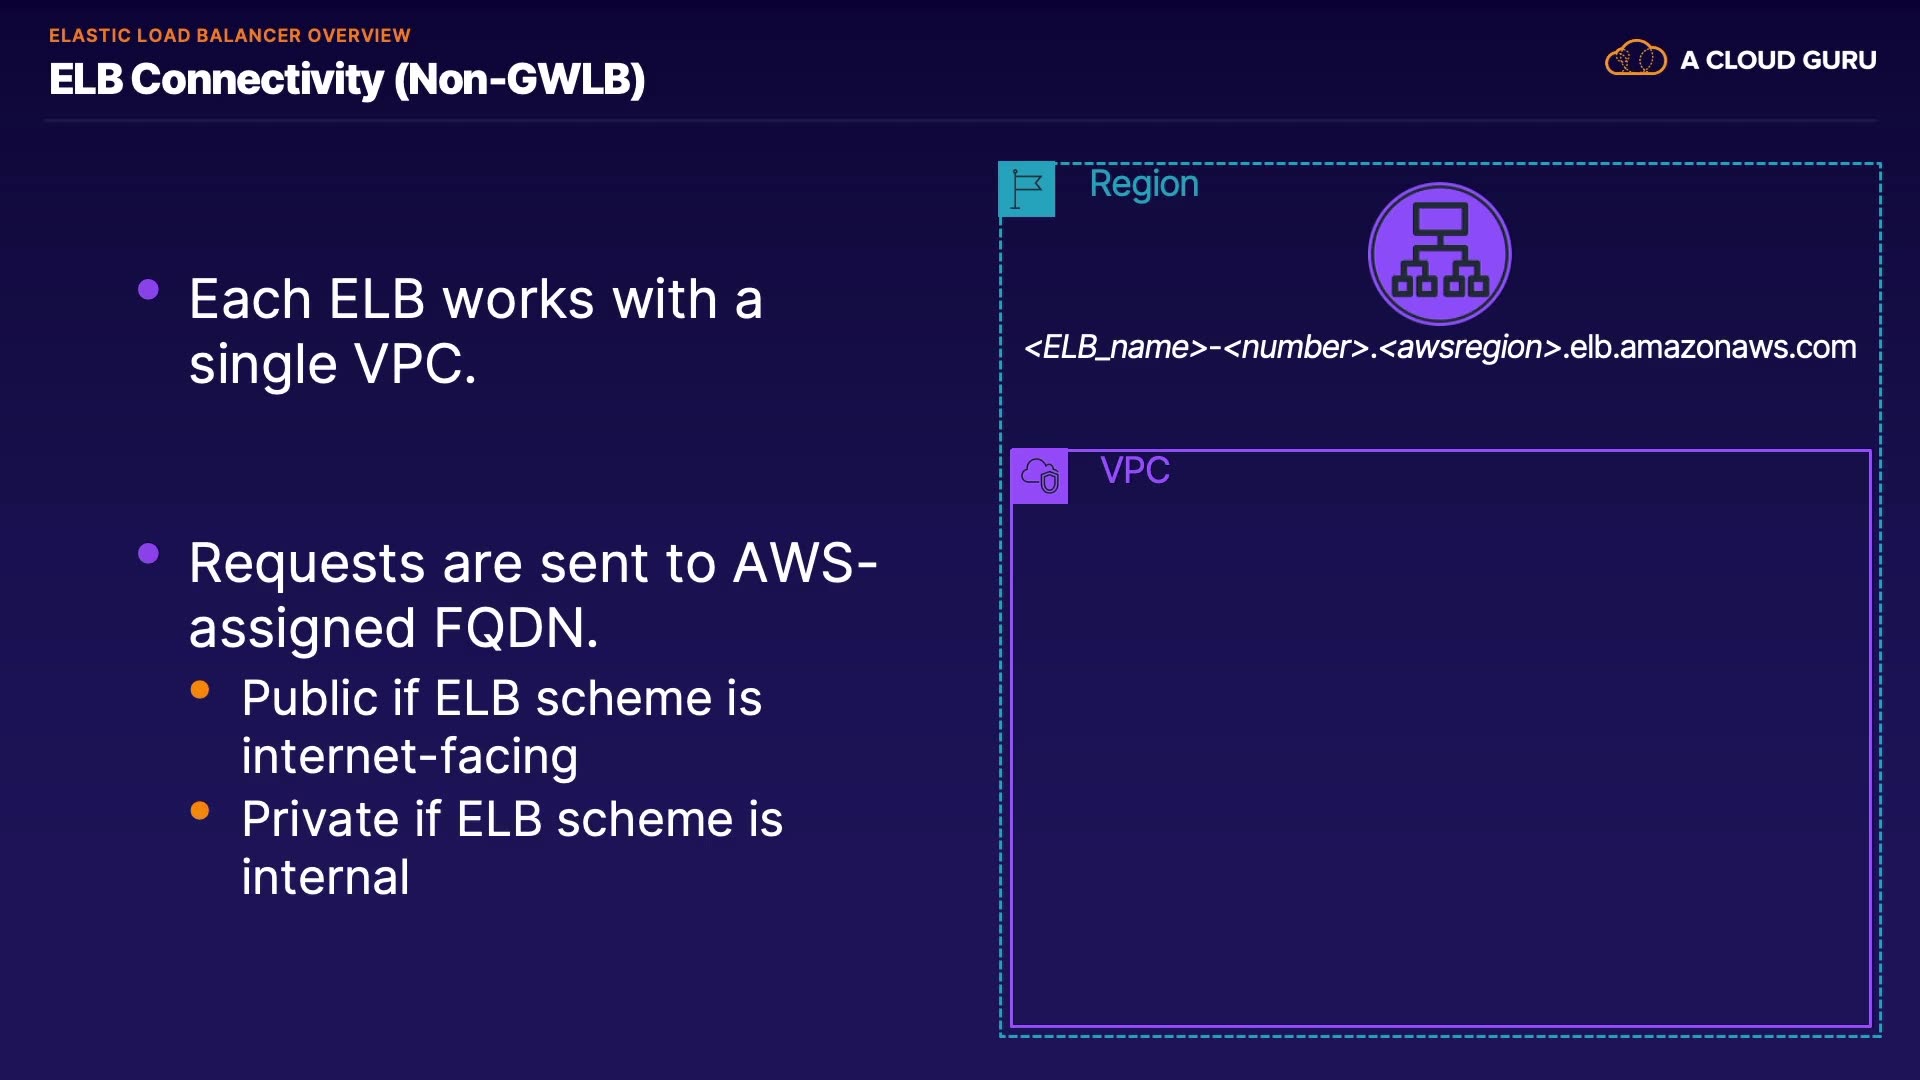 ELASTIC LOAD BALANCER OVERVIEW
ELB Connectivity (Non-GWLB)
A CLOUD GURU
Each ELB works with a
single VPC.
Requests are sent to AWS-
assigned FQDN.
Public if ELB scheme is
internet-facing
Private if ELB scheme is
internal
Region
<ELB_name>-<number>.<awsregion>.elb.amazonaws.com
VPC